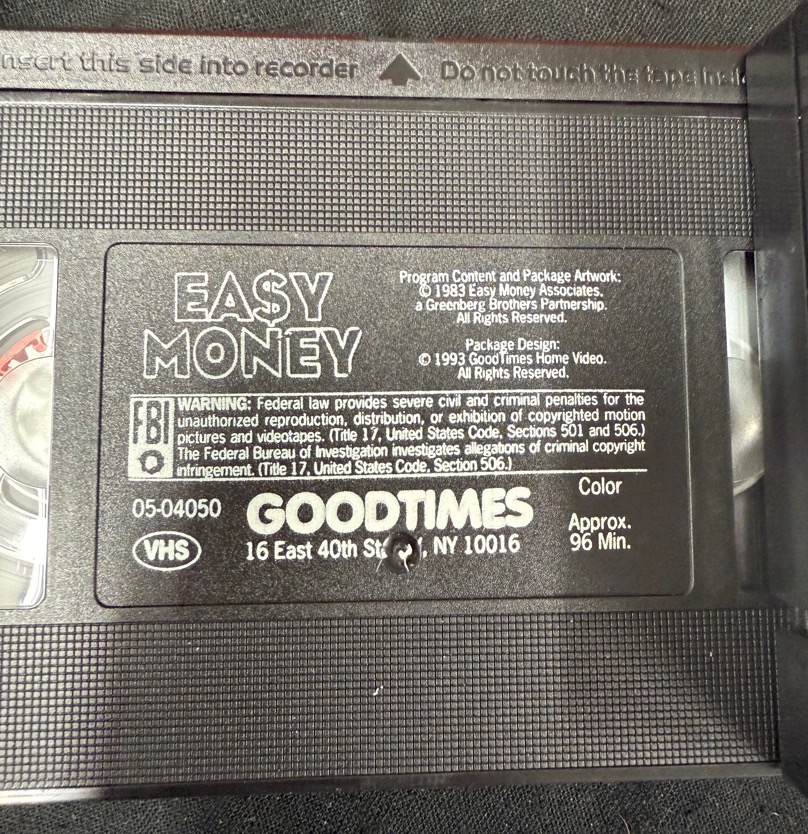 Insert this side into recorder
Do not touch the tape
EA$Y
MONEY
Program Content and Package Artwork:
© 1983 Easy Money Associates,
a Greenberg Brothers Partnership.
All Rights Reserved.
Package Design:
© 1993 GoodTimes Home Video.
All Rights Reserved.
FBI
WARNING: Federal law provides severe civil and criminal penalties for the
unauthorized reproduction, distribution, or exhibition of copyrighted motion
pictures and videotapes. (Title 17, United States Code, Sections 501 and 506.)
The Federal Bureau of Investigation investigates allegations of criminal copyright
infringement. (Title 17, United States Code, Section 506.)
05-04050
VHS
GOODTIMES
16 East 40th St. , NY 10016
Color
Approx.
96 Min.